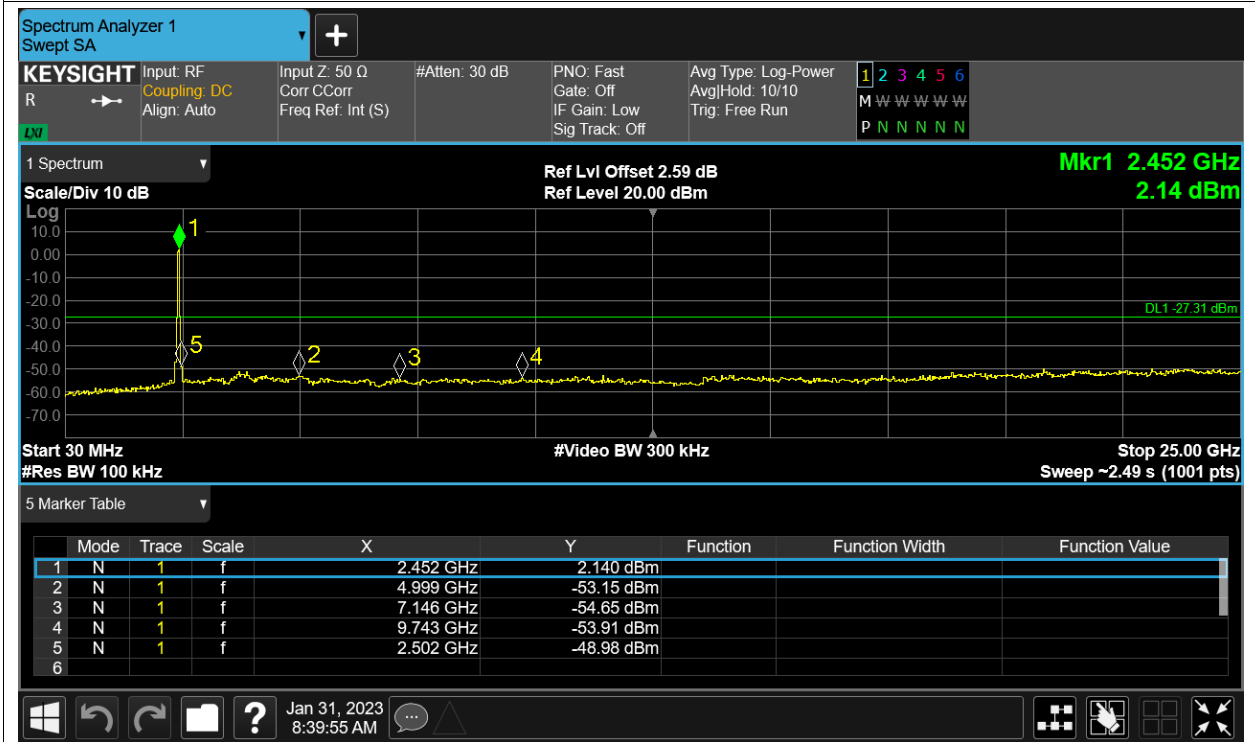 Spectrum Analyzer 1
Swept SA
+
KEYSIGHT Input: RF Input Z: 50 Ω #Atten: 30 dB PNO: Fast Avg Type: Log-Power 1 2 3 4 5 6
R Coupling: DC Corr CCorr Gate: Off Avg|Hold: 10/10 M W W W W W
Align: Auto Freq Ref: Int (S) IF Gain: Low Trig: Free Run
LXI Sig Track: Off P N N N N N
1 Spectrum Ref Lvl Offset 2.59 dB Mkr1 2.452 GHz
Scale/Div 10 dB Ref Level 20.00 dBm 2.14 dBm
Log
10.0
0.00
-10.0
-20.0
-30.0
-40.0
-50.0
-60.0
-70.0
1
DL1 -27.31 dBm
5 2 3 4
Start 30 MHz #Video BW 300 kHz Stop 25.00 GHz
#Res BW 100 kHz Sweep ~2.49 s (1001 pts)
5 Marker Table
Mode Trace Scale X Y Function Function Width Function Value
1 N 1 f 2.452 GHz 2.140 dBm
2 N 1 f 4.999 GHz -53.15 dBm
3 N 1 f 7.146 GHz -54.65 dBm
4 N 1 f 9.743 GHz -53.91 dBm
5 N 1 f 2.502 GHz -48.98 dBm
6
? Jan 31, 2023
8:39:55 AM